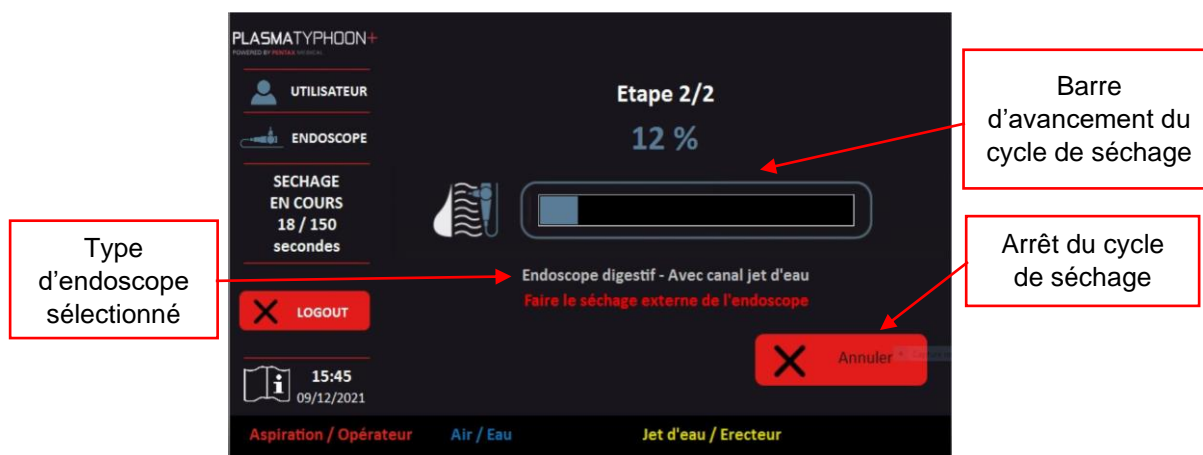 PLASMATYPHOON+
POWERED BY PENTAX MEDICAL
UTILISATEUR
ENDOSCOPE
SECHAGE
EN COURS
18 / 150
secondes
LOGOUT
15:45
09/12/2021
Etape 2/2
12 %
Endoscope digestif - Avec canal jet d'eau
Faire le séchage externe de l'endoscope
Annuler
Aspiration / Opérateur
Air / Eau
Jet d'eau / Erecteur
Type
d'endoscope
sélectionné
Barre
d'avancement du
cycle de séchage
Arrêt du cycle
de séchage